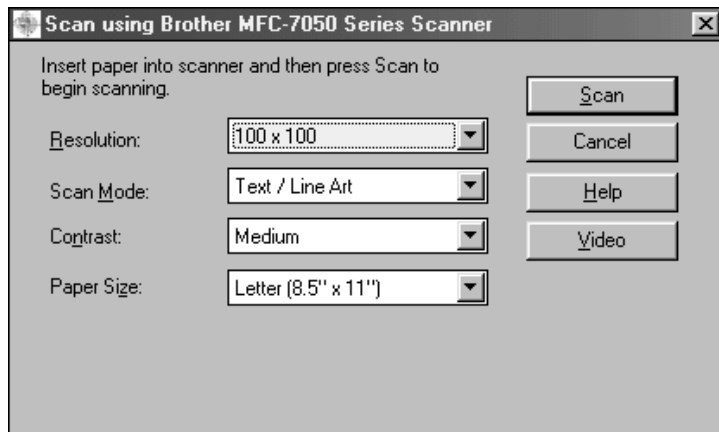 Scan using Brother MFC-7050 Series Scanner
Insert paper into scanner and then press Scan to
begin scanning.
Scan
Resolution: 100 x 100
Cancel
Scan Mode: Text / Line Art
Help
Contrast: Medium
Video
Paper Size: Letter (8.5" x 11")